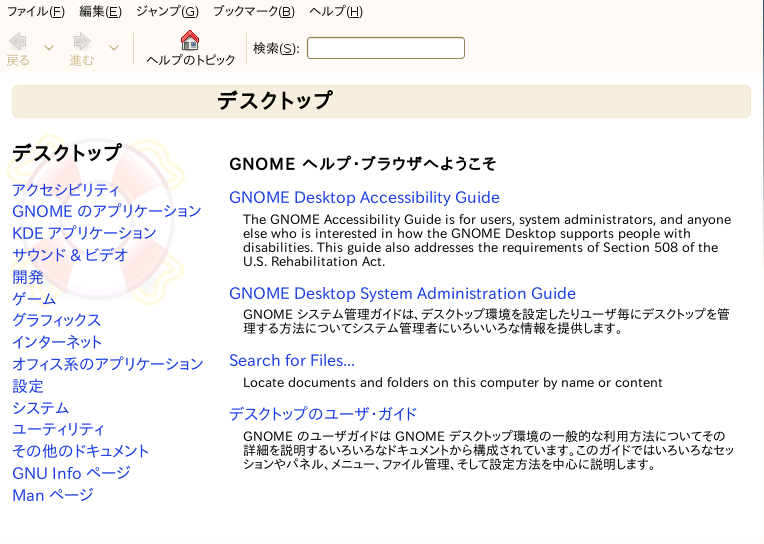 ファイル(F) 編集(E) ジャンプ(G) ブックマーク(B) ヘルプ(H)
戻る 進む ヘルプのトピック 検索(S):
デスクトップ
デスクトップ
アクセシビリティ
GNOME のアプリケーション
KDE アプリケーション
サウンド & ビデオ
開発
ゲーム
グラフィックス
インターネット
オフィス系のアプリケーション
設定
システム
ユーティリティ
その他のドキュメント
GNU Info ページ
Man ページ
GNOME ヘルプ・ブラウザへようこそ
GNOME Desktop Accessibility Guide
The GNOME Accessibility Guide is for users, system administrators, and anyone
else who is interested in how the GNOME Desktop supports people with
disabilities. This guide also addresses the requirements of Section 508 of the
U.S. Rehabilitation Act.
GNOME Desktop System Administration Guide
GNOME システム管理ガイドは、デスクトップ環境を設定したりユーザ毎にデスクトップを管
理する方法についてシステム管理者にいろいいろな情報を提供します。
Search for Files...
Locate documents and folders on this computer by name or content
デスクトップのユーザ・ガイド
GNOME のユーザガイドは GNOME デスクトップ環境の一般的な利用方法についてその
詳細を説明するいろいろなドキュメントから構成されています。このガイドではいろいろなセッ
ションやパネル、メニュー、ファイル管理、そして設定方法を中心に説明します。